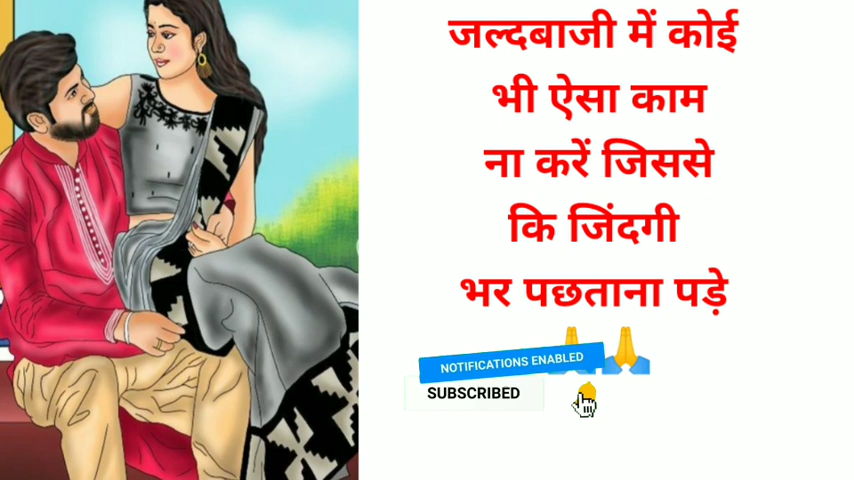 जल्दबाजी में कोई
भी ऐसा काम
ना करें जिससे
कि जिंदगी
भर पछताना पड़े
NOTIFICATIONS ENABLED
SUBSCRIBED